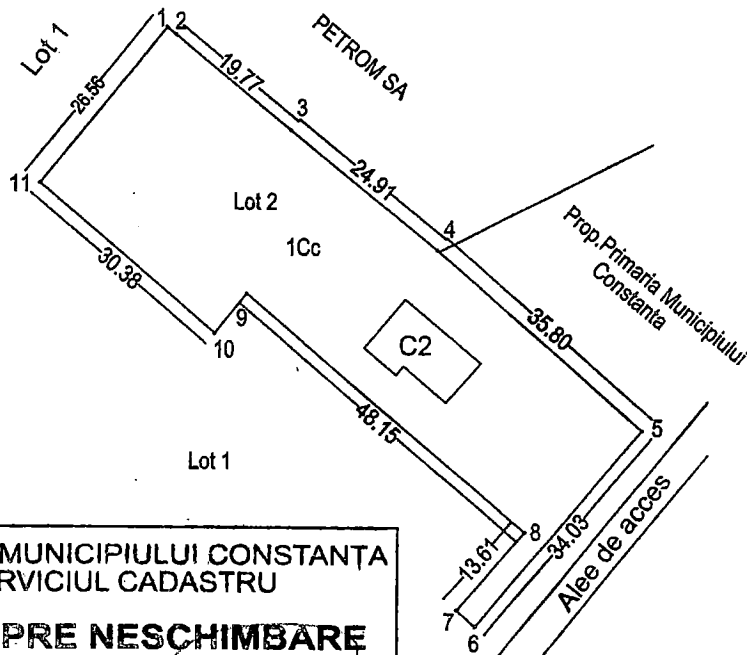 Lot 1
1 2
PETROM SA
19.77
26.56
3
24.91
11
Lot 2
4
Prop.Primaria Municipiului
Constanta
1Cc
30.38
9
10
C2
35.80
48.15
5
Lot 1
8
34.03
Alee de acces
13.61
7
6
MUNICIPIULUI CONSTANTA
RVICIUL CADASTRU
PRE NESCHIMBARE